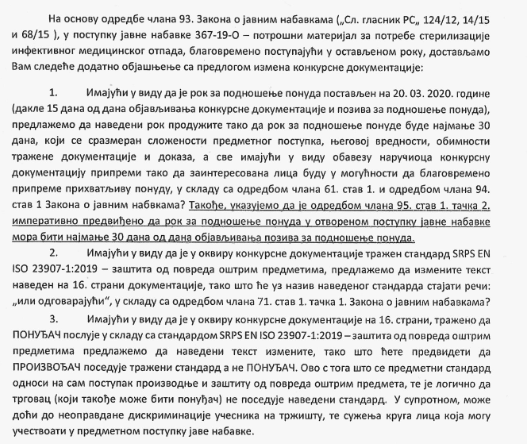 На основу одредбе члана 93. Закона о јавним набавкама („Сл. гласник РС„ 124/12, 14/15
и 68/15 ), у поступку јавне набавке 367-19-О – потрошни материјал за потребе стерилизације
инфективног медицинског отпада, благовремено поступајући у остављеном року, достављамо
Вам следеће додатно објашњење са предлогом измена конкурсне документације:
1. Имајући у виду да је рок за подношење понуда постављен на 20. 03. 2020. године
(дакле 15 дана од дана објављивања конкурсне документације и позива за подношење понуда),
предлажемо да наведени рок продужите тако да рок за подношење понуде буде најмање 30
дана, који се сразмеран сложености предметног поступка, његовој вредности, обимности
тражене документације и доказа, а све имајући у виду обавезу наручиоца конкурсну
документацију припреми тако да заинтересована лица буду у могућности да благовремено
припреме прихватљиву понуду, у складу са одредбом члана 61. став 1. и одредбом члана 94.
став 1 Закона о јавним набвкама? Такође, указујемо да је одредбом члана 95. став 1. тачка 2.
императивно предвиђено да рок за подношење понуда у отвореном поступку јавне набавке
мора бити најмање 30 дана од дана објављивања позива за подношење понуда.
2. Имајући у виду да је у оквиру конкурсне документације тражен стандард SRPS EN
ISO 23907-1:2019 – заштита од повреда оштрим предметима, предлажемо да измените текст
наведен на 16. страни документације, тако што ће уз назив наведеног стандарда стајати речи:
„или одговарајући“, у складу са одредбом члана 71. став 1. тачка 1. Закона о јавним набавкама?
3. Имајући у виду да је у оквиру конкурсне документације на 16. страни, тражено да
ПОНУЂАЧ послује у складу са стандардом SRPS EN ISO 23907-1:2019 – заштита од повреда оштрим
предметима предлажемо да наведени текст измените, тако што ћете предвидети да
ПРОИЗВОЂАЧ поседује тражени стандард а не ПОНУЂАЧ. Ово с тога што се предметни стандард
односи на сам поступак производње и заштиту од повреда оштрим предмета, те је логично да
трговац (који такође може бити понуђач) не поседује наведени стандард. У супротном, може
доћи до неоправдане дискриминације учесника на тржишту, те сужења круга лица која могу
учествоати у предметном поступку јаве набавке.